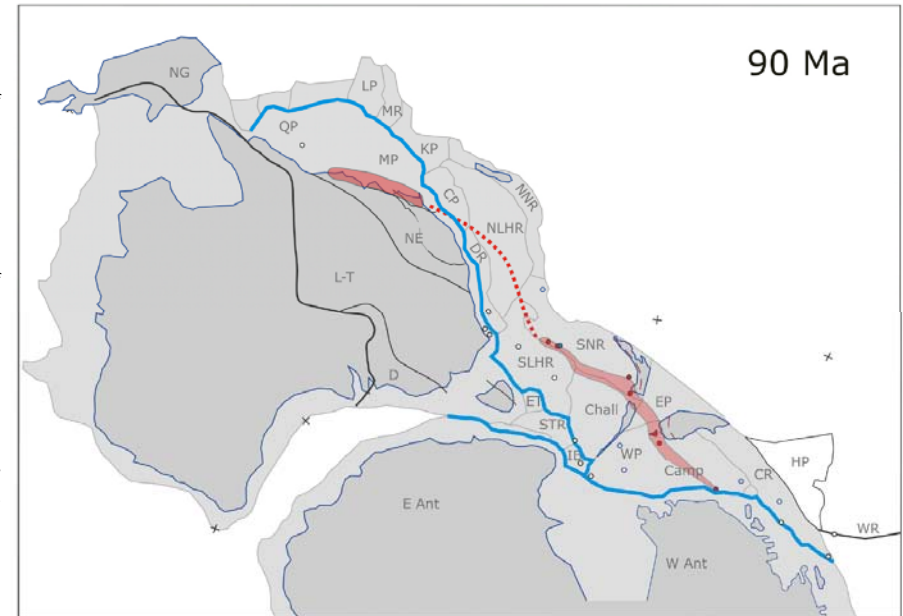 90 Ma
NG
LP
MR
QP
KP
MP
CP
NNR
NLHR
NE
DR
L-T
SNR
SLHR
D
ET
Chall
EP
STR
IB
WP
Camp
CR
HP
E Ant
WR
W Ant